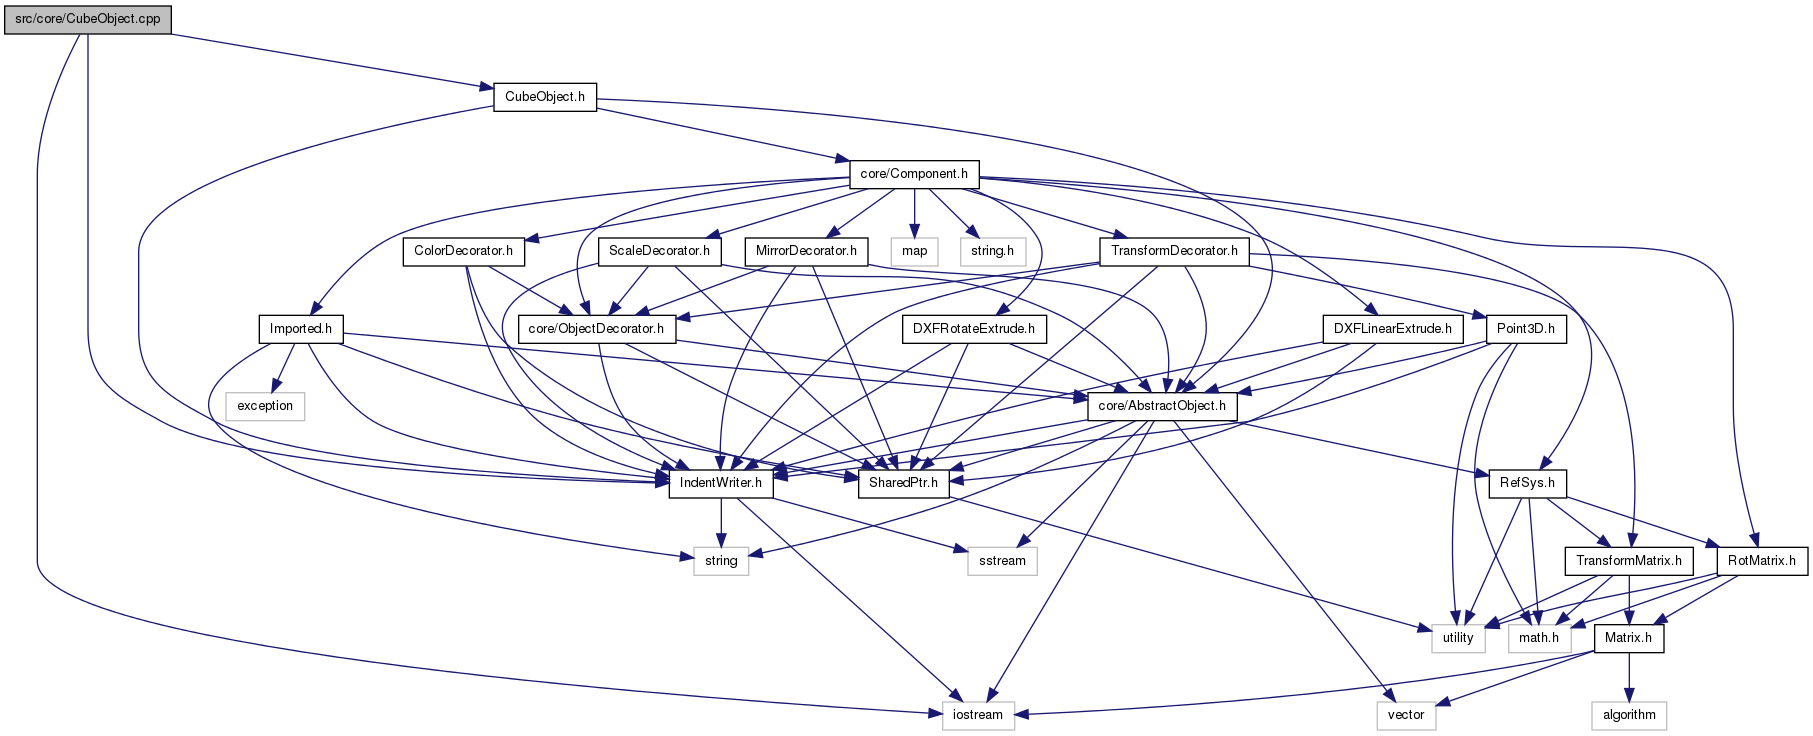 src/core/CubeObject.cpp
CubeObject.h
core/Component.h
ColorDecorator.h
ScaleDecorator.h
MirrorDecorator.h
map
string.h
TransformDecorator.h
Imported.h
core/ObjectDecorator.h
DXFRotateExtrude.h
DXFLinearExtrude.h
Point3D.h
exception
core/AbstractObject.h
IndentWriter.h
SharedPtr.h
RefSys.h
string
sstream
TransformMatrix.h
RotMatrix.h
utility
math.h
Matrix.h
iostream
vector
algorithm